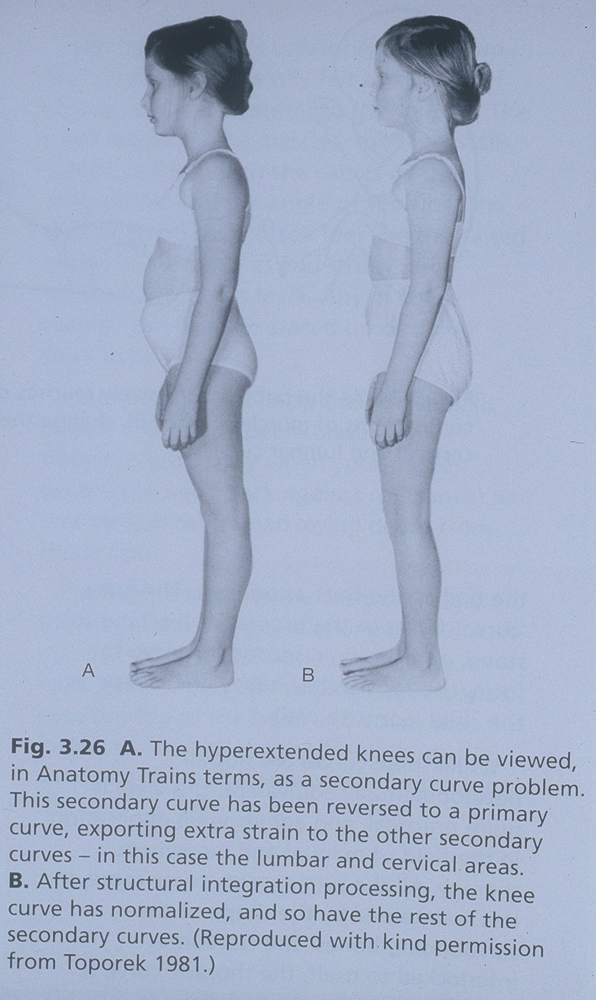 A
B
Fig. 3.26 A. The hyperextended knees can be viewed,
in Anatomy Trains terms, as a secondary curve problem.
This secondary curve has been reversed to a primary
curve, exporting extra strain to the other secondary
curves – in this case the lumbar and cervical areas.
B. After structural integration processing, the knee
curve has normalized, and so have the rest of the
secondary curves. (Reproduced with kind permission
from Toporek 1981.)